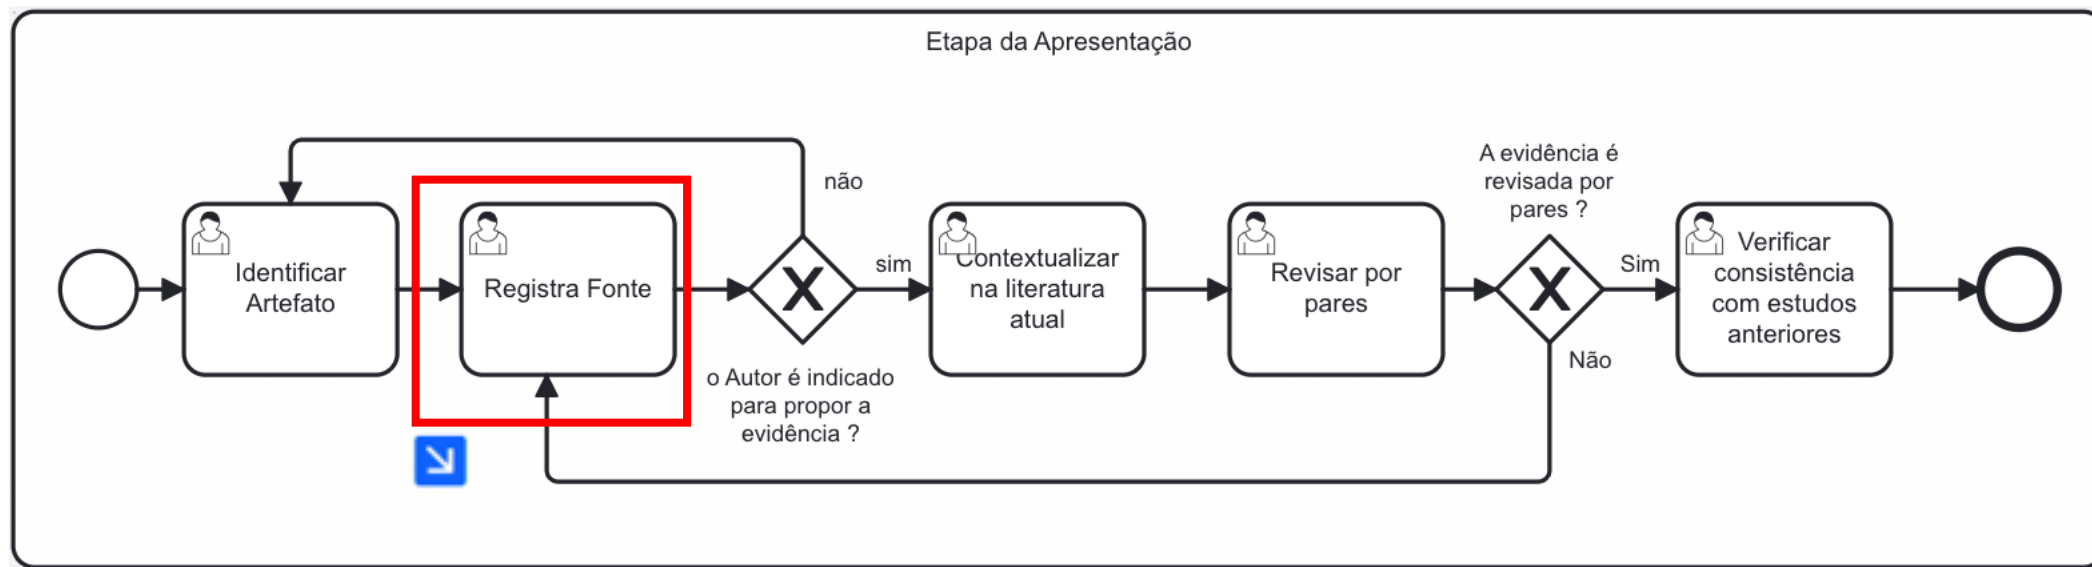 Etapa da Apresentação
Identificar
Artefato
Registra Fonte
não
o Autor é indicado
para propor a
evidência ?
sim
Contextualizar
na literatura
atual
Revisar por
pares
A evidência é
revisada por
pares ?
Sim
Não
Verificar
consistência
com estudos
anteriores